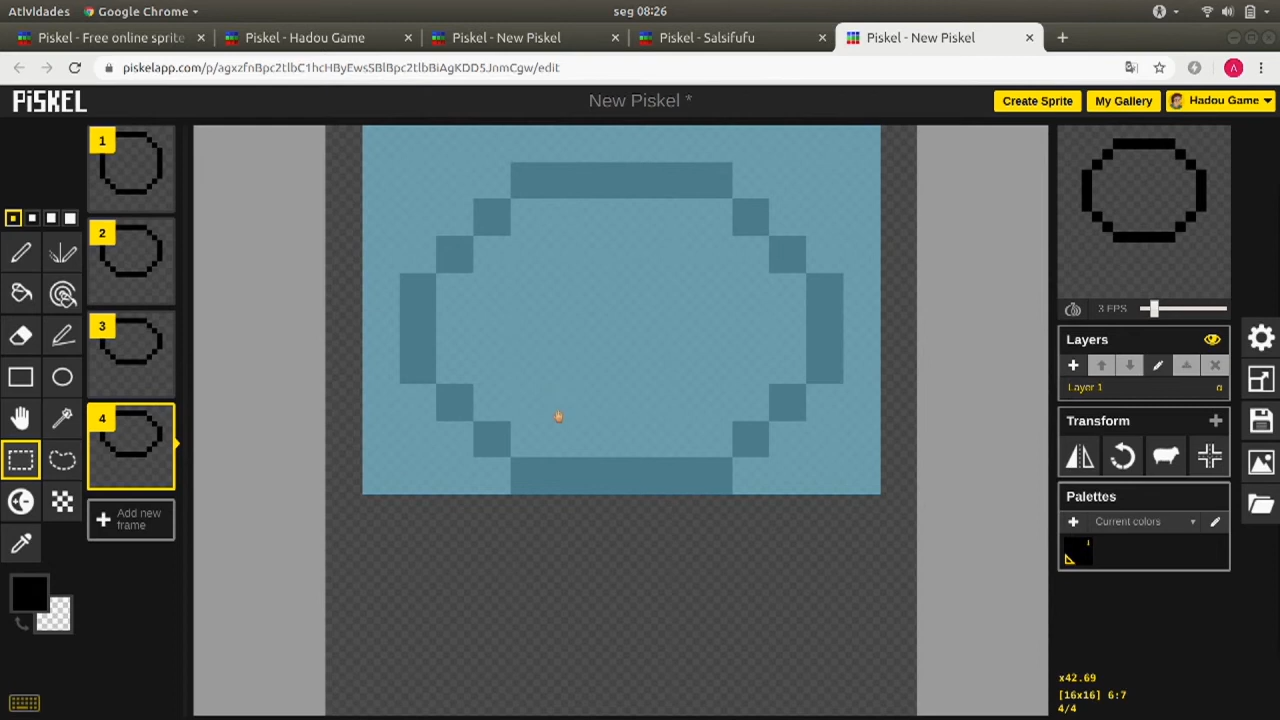 Atividades
Google Chrome
seg 08:26
Piskel - Free online sprite
Piskel - Hadou Game
Piskel - New Piskel
Piskel - Salsifufu
Piskel - New Piskel
piskelapp.com/p/agxzfnBpc2tlbC1hcHByEwsSBlBpc2tlbBiAgKDD5JnmCgw/edit
A
PiSKEL
New Piskel *
Create Sprite
My Gallery
Hadou Game
1
2
3
4
Add new
frame
3 FPS
Layers
Layer 1
α
Transform
Palettes
Current colors
1
x42.69
[16x16] 6:7
4/4